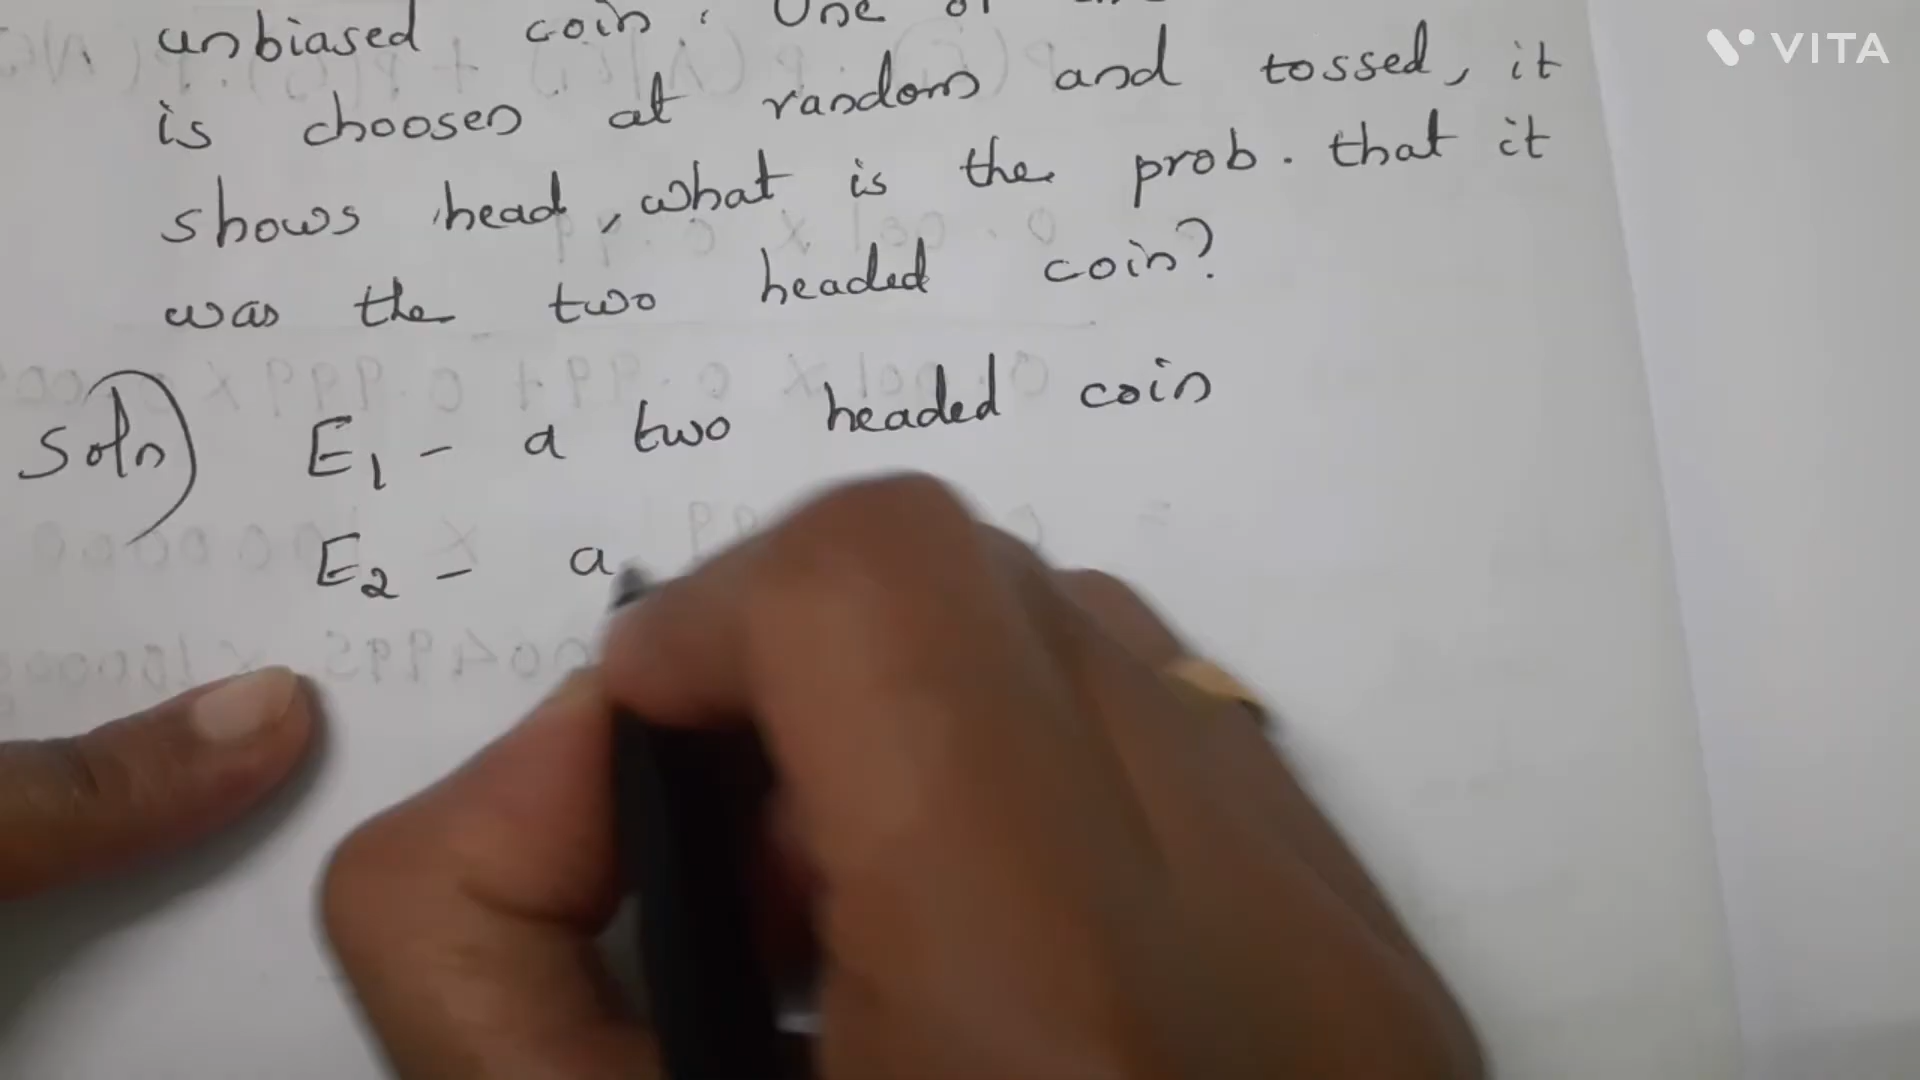 unbiased coin. One of
is choosen at random and tossed, it
shows head, what is the prob. that it
was the two headed coin?
Soln) E1 - a two headed coin
E2 - a
VITA